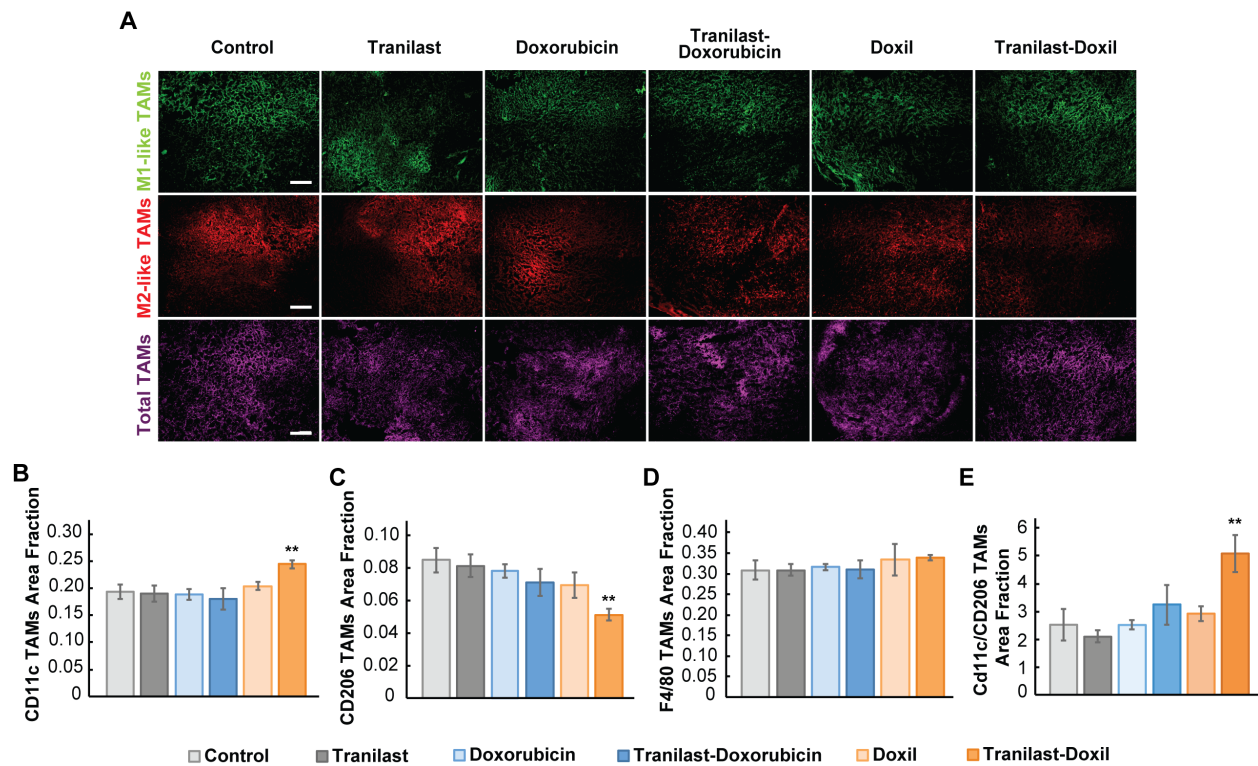 A
Control
Tranilast
Doxorubicin
Tranilast-
Doxorubicin
Doxil
Tranilast-Doxil
M1-like TAMs
M2-like TAMs
Total TAMs
B
CD11c TAMs Area Fraction
0.30
0.25
0.20
0.15
0.10
0.05
0
**
C
CD206 TAMs Area Fraction
0.10
0.08
0.06
0.04
0.02
0
**
D
F4/80 TAMs Area Fraction
0.40
0.35
0.30
0.25
0.20
0.15
0.10
0.05
0
E
Cd11c/CD206 TAMs
Area Fraction
6
5
4
3
2
1
0
**
Control
Tranilast
Doxorubicin
Tranilast-Doxorubicin
Doxil
Tranilast-Doxil